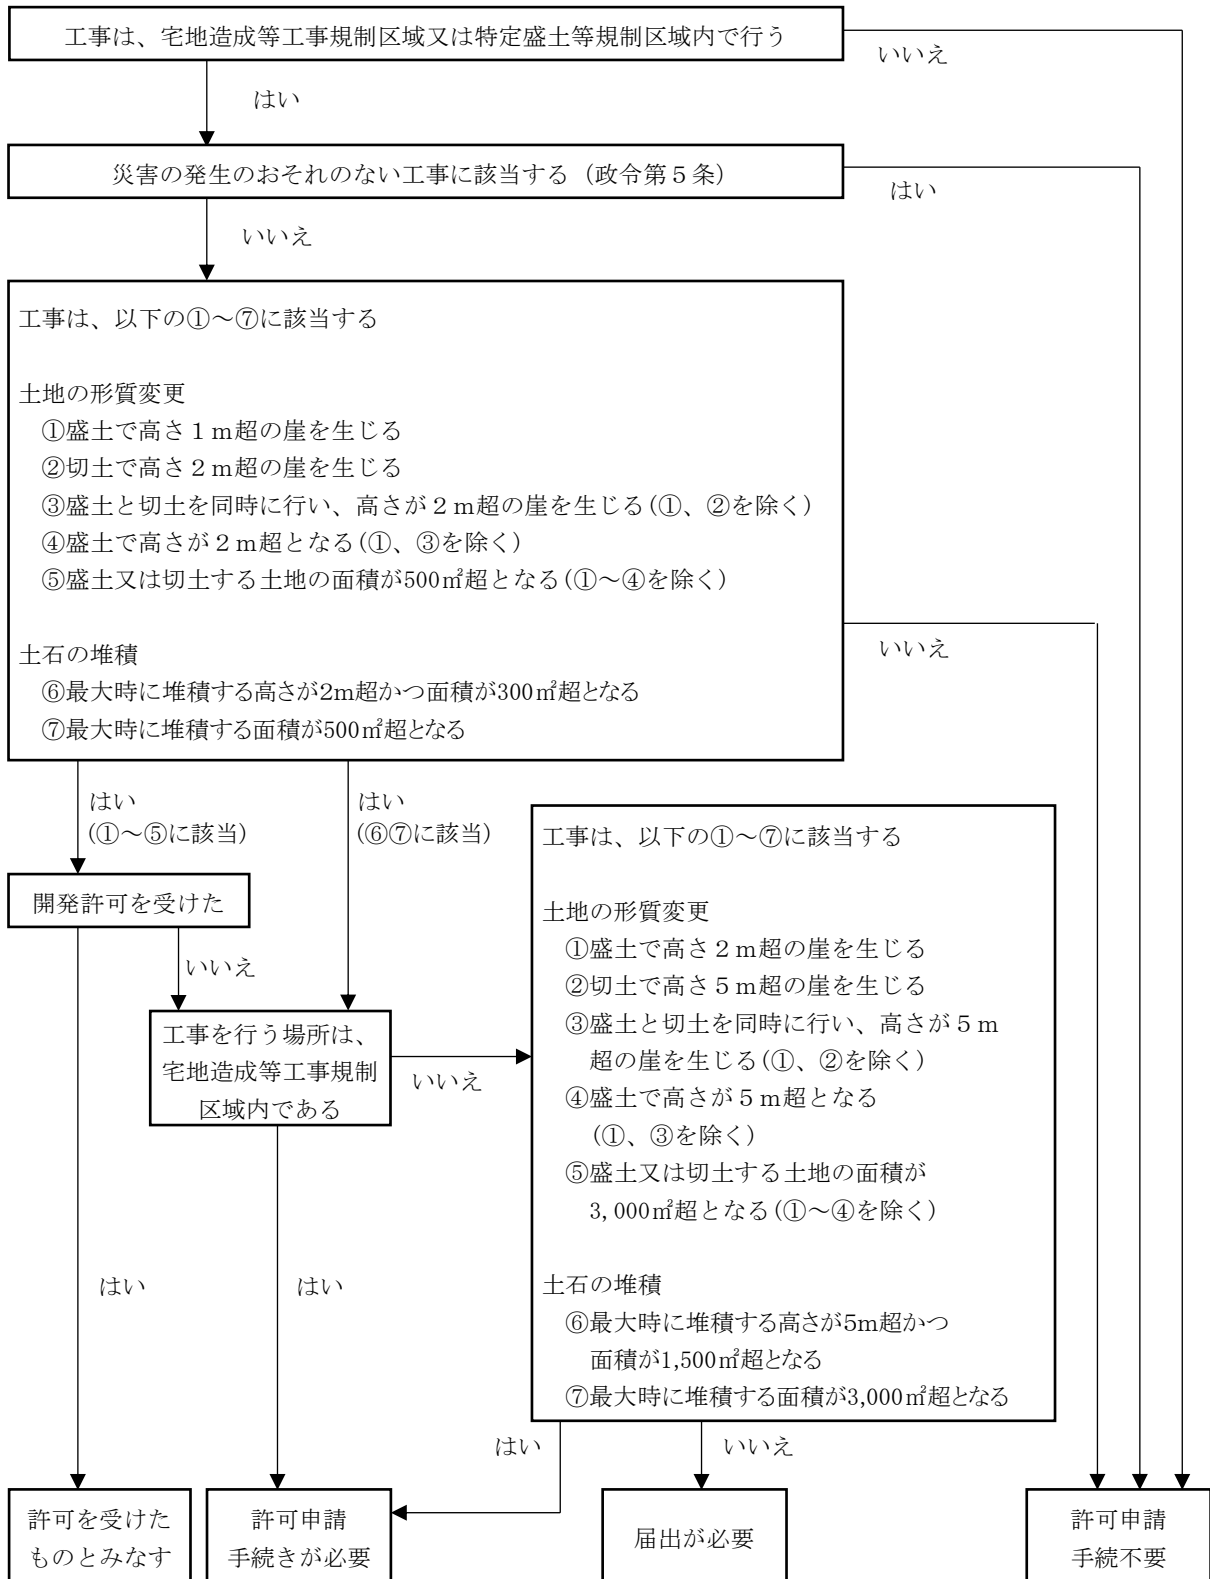 工事は、宅地造成等工事規制区域又は特定盛土等規制区域内で行う
いいえ
はい
災害の発生のおそれのない工事に該当する（政令第５条）
はい
いいえ
工事は、以下の①～⑦に該当する
土地の形質変更
①盛土で高さ１ｍ超の崖を生じる
②切土で高さ２ｍ超の崖を生じる
③盛土と切土を同時に行い、高さが２ｍ超の崖を生じる(①、②を除く)
④盛土で高さが２ｍ超となる(①、③を除く)
⑤盛土又は切土する土地の面積が500㎡超となる(①～④を除く)
土石の堆積
⑥最大時に堆積する高さが2m超かつ面積が300㎡超となる
⑦最大時に堆積する面積が500㎡超となる
いいえ
はい
(①～⑤に該当)
はい
(⑥⑦に該当)
開発許可を受けた
いいえ
工事を行う場所は、
宅地造成等工事規制
区域内である
いいえ
工事は、以下の①～⑦に該当する
土地の形質変更
①盛土で高さ２ｍ超の崖を生じる
②切土で高さ５ｍ超の崖を生じる
③盛土と切土を同時に行い、高さが５ｍ
超の崖を生じる(①、②を除く)
④盛土で高さが５ｍ超となる
(①、③を除く)
⑤盛土又は切土する土地の面積が
3,000㎡超となる(①～④を除く)
土石の堆積
⑥最大時に堆積する高さが5m超かつ
面積が1,500㎡超となる
⑦最大時に堆積する面積が3,000㎡超となる
はい
はい
はい
いいえ
許可を受けた
ものとみなす
許可申請
手続きが必要
届出が必要
許可申請
手続不要